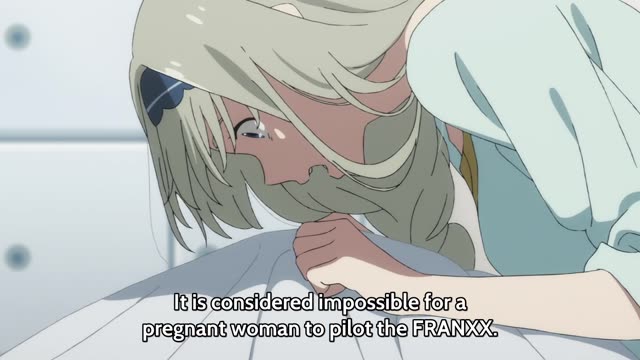 It is considered impossible for a
pregnant woman to pilot the FRANXX.